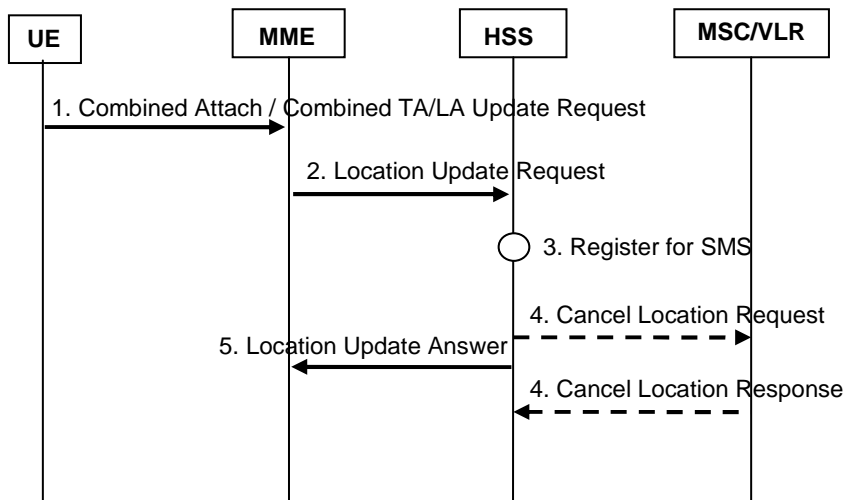 UE
MME
HSS
MSC/VLR
1. Combined Attach / Combined TA/LA Update Request
2. Location Update Request
3. Register for SMS
4. Cancel Location Request
5. Location Update Answer
4. Cancel Location Response